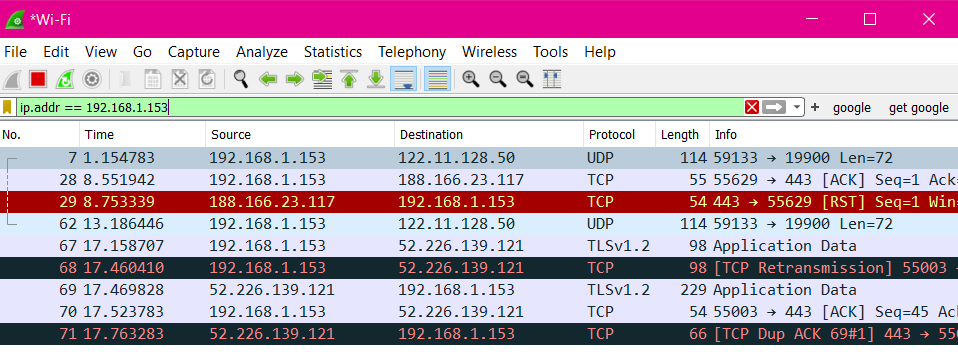 *Wi-Fi
File Edit View Go Capture Analyze Statistics Telephony Wireless Tools Help
ip.addr == 192.168.1.153 + google get google
No. Time Source Destination Protocol Length Info
7 1.154783 192.168.1.153 122.11.128.50 UDP 114 59133 → 19900 Len=72
28 8.551942 192.168.1.153 188.166.23.117 TCP 55 55629 → 443 [ACK] Seq=1 Ack=
29 8.753339 188.166.23.117 192.168.1.153 TCP 54 443 → 55629 [RST] Seq=1 Win=
62 13.186446 192.168.1.153 122.11.128.50 UDP 114 59133 → 19900 Len=72
67 17.158707 192.168.1.153 52.226.139.121 TLSv1.2 98 Application Data
68 17.460410 192.168.1.153 52.226.139.121 TCP 98 [TCP Retransmission] 55003 →
69 17.469828 52.226.139.121 192.168.1.153 TLSv1.2 229 Application Data
70 17.523783 192.168.1.153 52.226.139.121 TCP 54 55003 → 443 [ACK] Seq=45 Ac
71 17.763283 52.226.139.121 192.168.1.153 TCP 66 [TCP Dup ACK 69#1] 443 → 550